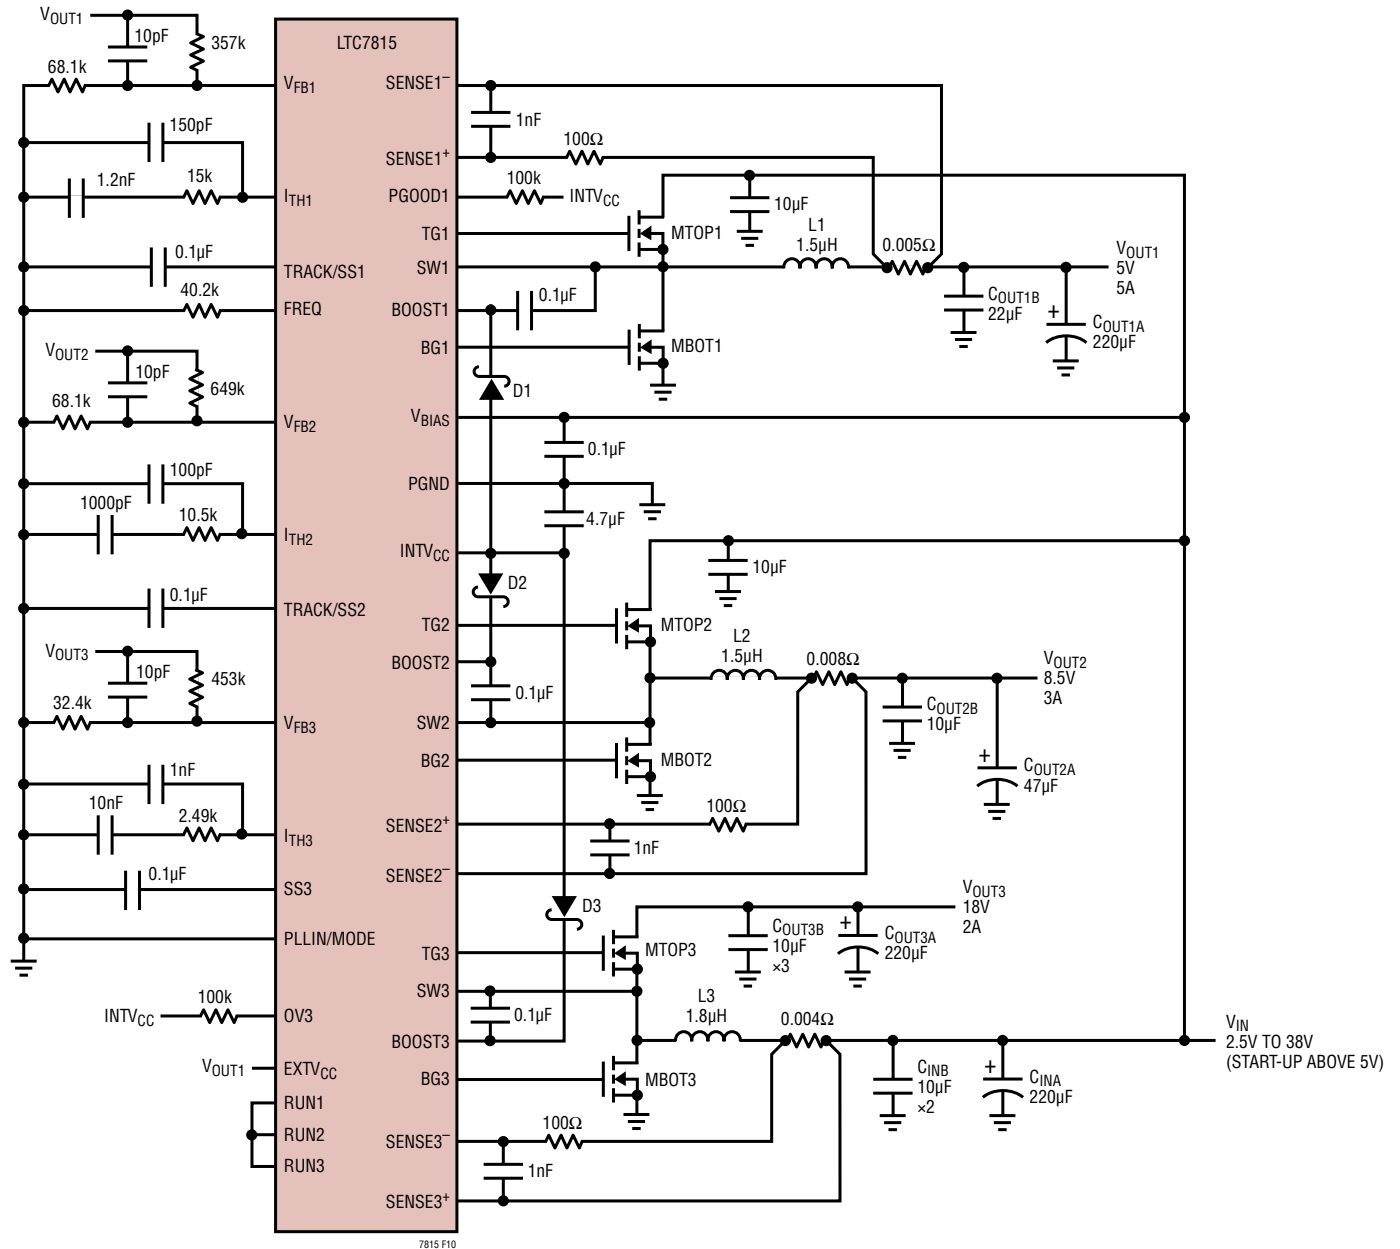 VOUT1
10pF
357k
68.1k
VFB1
150pF
1.2nF
15k
ITH1
0.1µF
TRACK/SS1
40.2k
FREQ
VOUT2
10pF
649k
68.1k
VFB2
100pF
1000pF
10.5k
ITH2
0.1µF
TRACK/SS2
VOUT3
10pF
453k
32.4k
VFB3
1nF
10nF
2.49k
ITH3
0.1µF
SS3
PLLIN/MODE
100k
INTVCC
OV3
VOUT1
EXTVCC
RUN1
RUN2
RUN3
LTC7815
SENSE1–
1nF
100Ω
SENSE1+
PGOOD1
100k
INTVCC
TG1
MTOP1
10µF
SW1
L1
1.5µH
0.005Ω
VOUT1
5V
5A
BOOST1
0.1µF
COUT1B
22µF
COUT1A
220µF
+
BG1
MBOT1
D1
VBIAS
0.1µF
PGND
4.7µF
INTVCC
D2
10µF
TG2
MTOP2
BOOST2
0.1µF
L2
1.5µH
0.008Ω
VOUT2
8.5V
3A
SW2
COUT2B
10µF
BG2
MBOT2
+
COUT2A
47µF
SENSE2+
100Ω
1nF
SENSE2–
D3
VOUT3
18V
2A
TG3
MTOP3
COUT3B
10µF
×3
+
COUT3A
220µF
SW3
0.1µF
BOOST3
L3
1.8µH
0.004Ω
VIN
2.5V TO 38V
(START-UP ABOVE 5V)
BG3
MBOT3
CINB
10µF
×2
+
CINA
220µF
SENSE3–
100Ω
1nF
SENSE3+
7815 F10